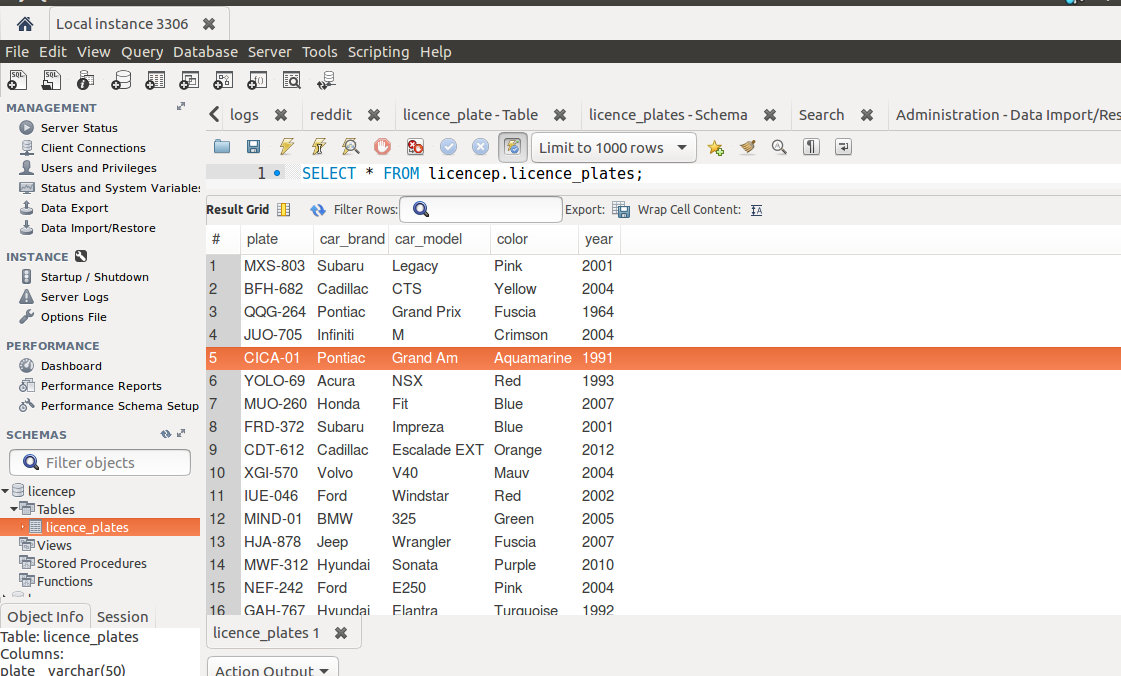 Local instance 3306
File Edit View Query Database Server Tools Scripting Help
MANAGEMENT
Server Status
Client Connections
Users and Privileges
Status and System Variables
Data Export
Data Import/Restore
INSTANCE
Startup / Shutdown
Server Logs
Options File
PERFORMANCE
Dashboard
Performance Reports
Performance Schema Setup
SCHEMAS
Filter objects
licencep
Tables
licence_plates
Views
Stored Procedures
Functions
Object Info Session
Table: licence_plates
Columns:
plate varchar(50)
logs reddit licence_plate - Table licence_plates - Schema Search Administration - Data Import/Res
Limit to 1000 rows
1 SELECT * FROM licencep.licence_plates;
Result Grid Filter Rows: Export: Wrap Cell Content:
# plate car_brand car_model color year
1 MXS-803 Subaru Legacy Pink 2001
2 BFH-682 Cadillac CTS Yellow 2004
3 QQG-264 Pontiac Grand Prix Fuscia 1964
4 JUO-705 Infiniti M Crimson 2004
5 CICA-01 Pontiac Grand Am Aquamarine 1991
6 YOLO-69 Acura NSX Red 1993
7 MUO-260 Honda Fit Blue 2007
8 FRD-372 Subaru Impreza Blue 2001
9 CDT-612 Cadillac Escalade EXT Orange 2012
10 XGI-570 Volvo V40 Mauv 2004
11 IUE-046 Ford Windstar Red 2002
12 MIND-01 BMW 325 Green 2005
13 HJA-878 Jeep Wrangler Fuscia 2007
14 MWF-312 Hyundai Sonata Purple 2010
15 NEF-242 Ford E250 Pink 2004
16 GAH-767 Hyundai Elantra Turquoise 1992
licence_plates 1
Action Output